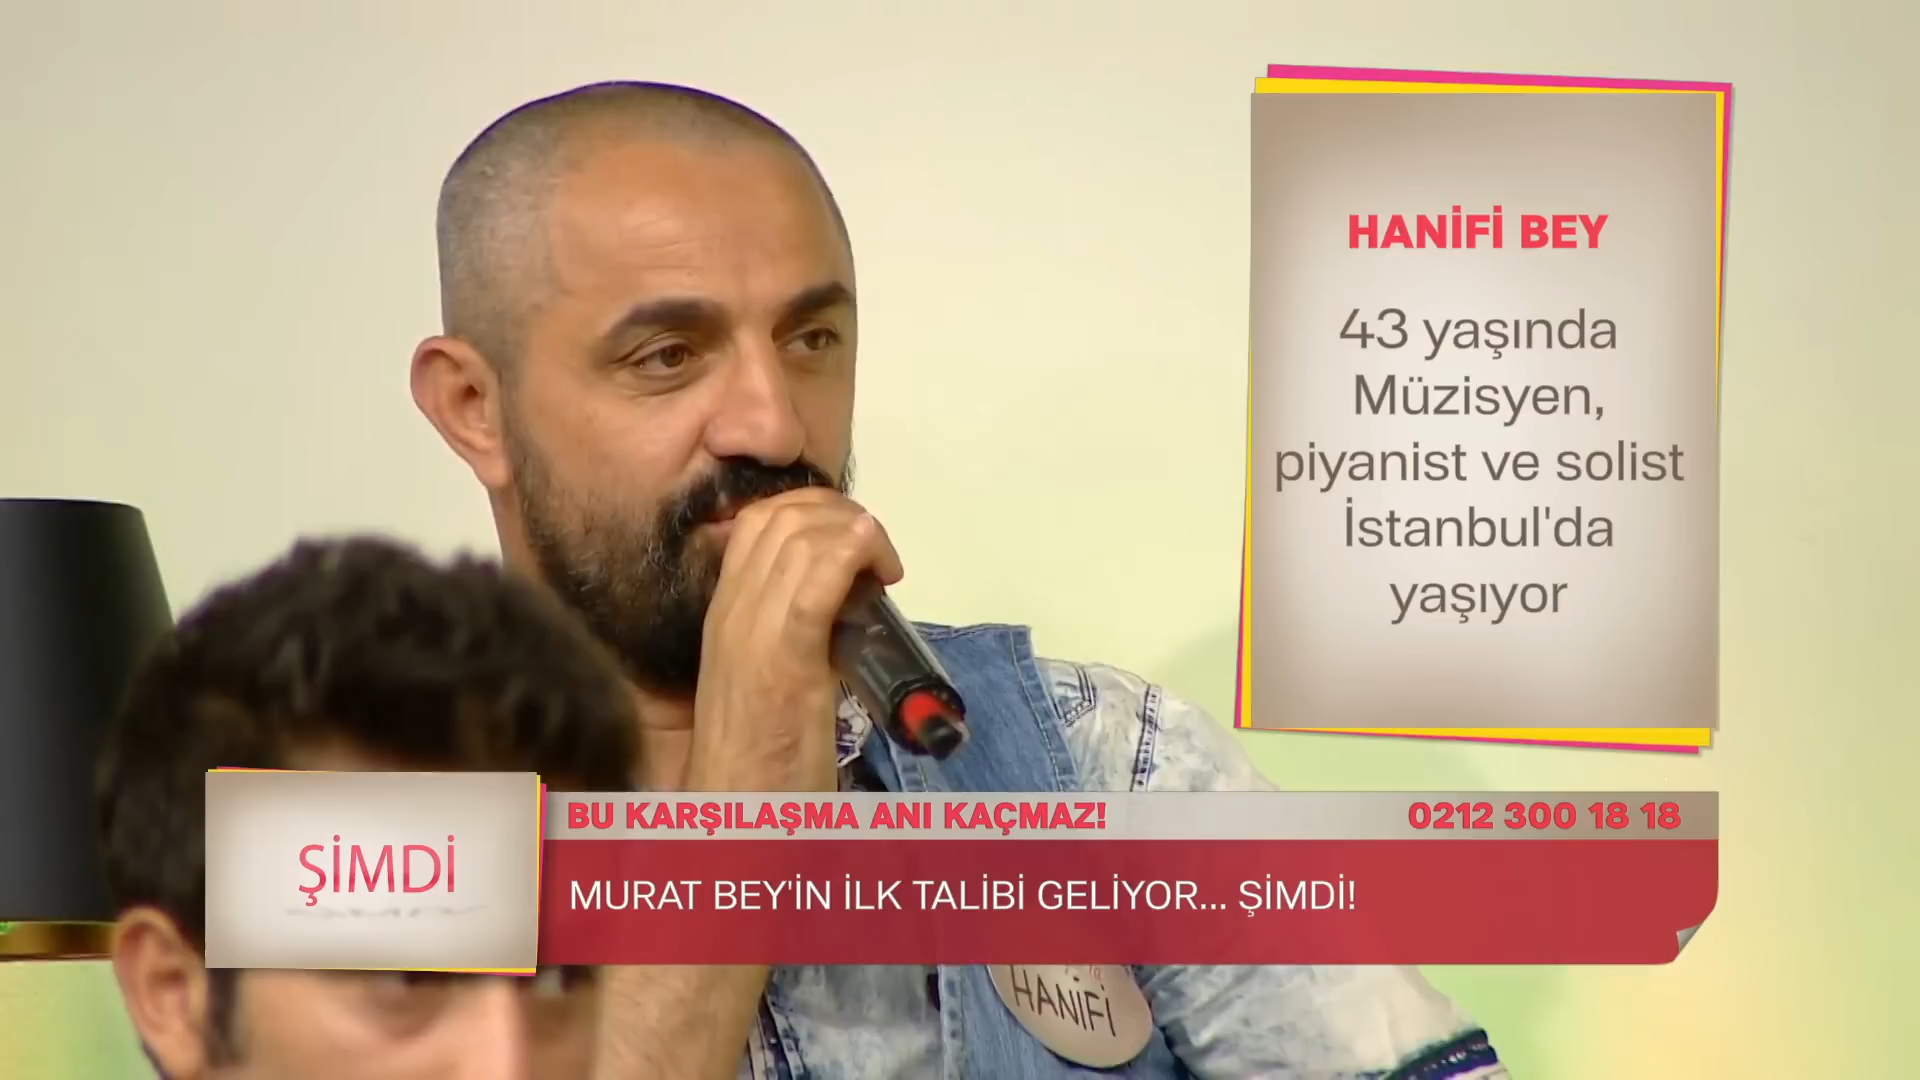 HANİFİ BEY
43 yaşında
Müzisyen,
piyanist ve solist
İstanbul'da
yaşıyor
BU KARŞILAŞMA ANI KAÇMAZ!
0212 300 18 18
ŞİMDİ
MURAT BEY'İN İLK TALİBİ GELİYOR... ŞİMDİ!
HANİFİ